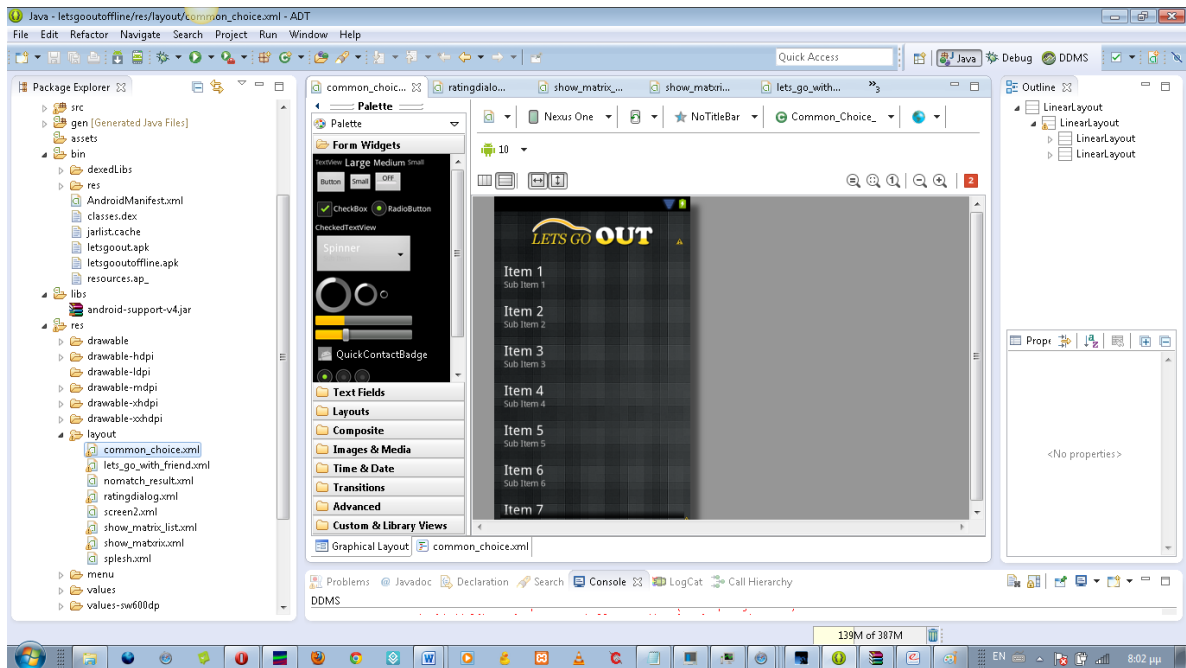 Java - letsgooutoffline/res/layout/common_choice.xml - ADT
File Edit Refactor Navigate Search Project Run Window Help
Quick Access
Java
Debug
DDMS
Package Explorer
src
gen [Generated Java Files]
assets
bin
dexedLibs
res
AndroidManifest.xml
classes.dex
jarlist.cache
letsgoout.apk
letsgooutoffline.apk
resources.ap_
libs
android-support-v4.jar
res
drawable
drawable-hdpi
drawable-ldpi
drawable-mdpi
drawable-xhdpi
drawable-xxhdpi
layout
common_choice.xml
lets_go_with_friend.xml
nomatch_result.xml
ratingdialog.xml
screen2.xml
show_matrix_list.xml
show_matxrix.xml
splesh.xml
menu
values
values-sw600dp
common_choic...
ratingdialo...
show_matrix_...
show_matxri...
lets_go_with...
»3
Palette
Palette
Form Widgets
TextView Large Medium Small
Button Small OFF
CheckBox RadioButton
CheckedTextView
Spinner
QuickContactBadge
Text Fields
Layouts
Composite
Images & Media
Time & Date
Transitions
Advanced
Custom & Library Views
Nexus One
NoTitleBar
Common_Choice_
10
2
LETS GO OUT
Item 1
Sub Item 1
Item 2
Sub Item 2
Item 3
Sub Item 3
Item 4
Sub Item 4
Item 5
Sub Item 5
Item 6
Sub Item 6
Item 7
Graphical Layout
common_choice.xml
Outline
LinearLayout
LinearLayout
LinearLayout
LinearLayout
Prope
<No properties>
Problems @ Javadoc Declaration Search Console LogCat Call Hierarchy
DDMS
139M of 387M
EN
8:02 μμ